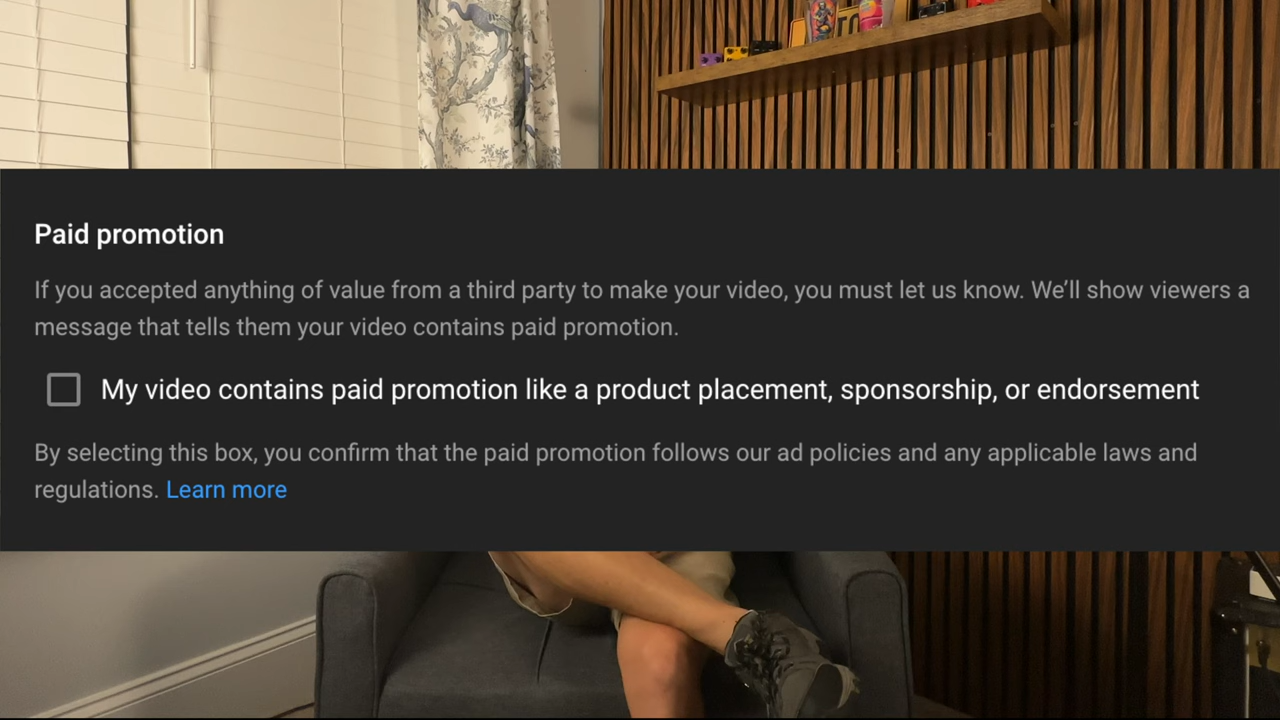 Paid promotion
If you accepted anything of value from a third party to make your video, you must let us know. We’ll show viewers a
message that tells them your video contains paid promotion.
My video contains paid promotion like a product placement, sponsorship, or endorsement
By selecting this box, you confirm that the paid promotion follows our ad policies and any applicable laws and
regulations. Learn more